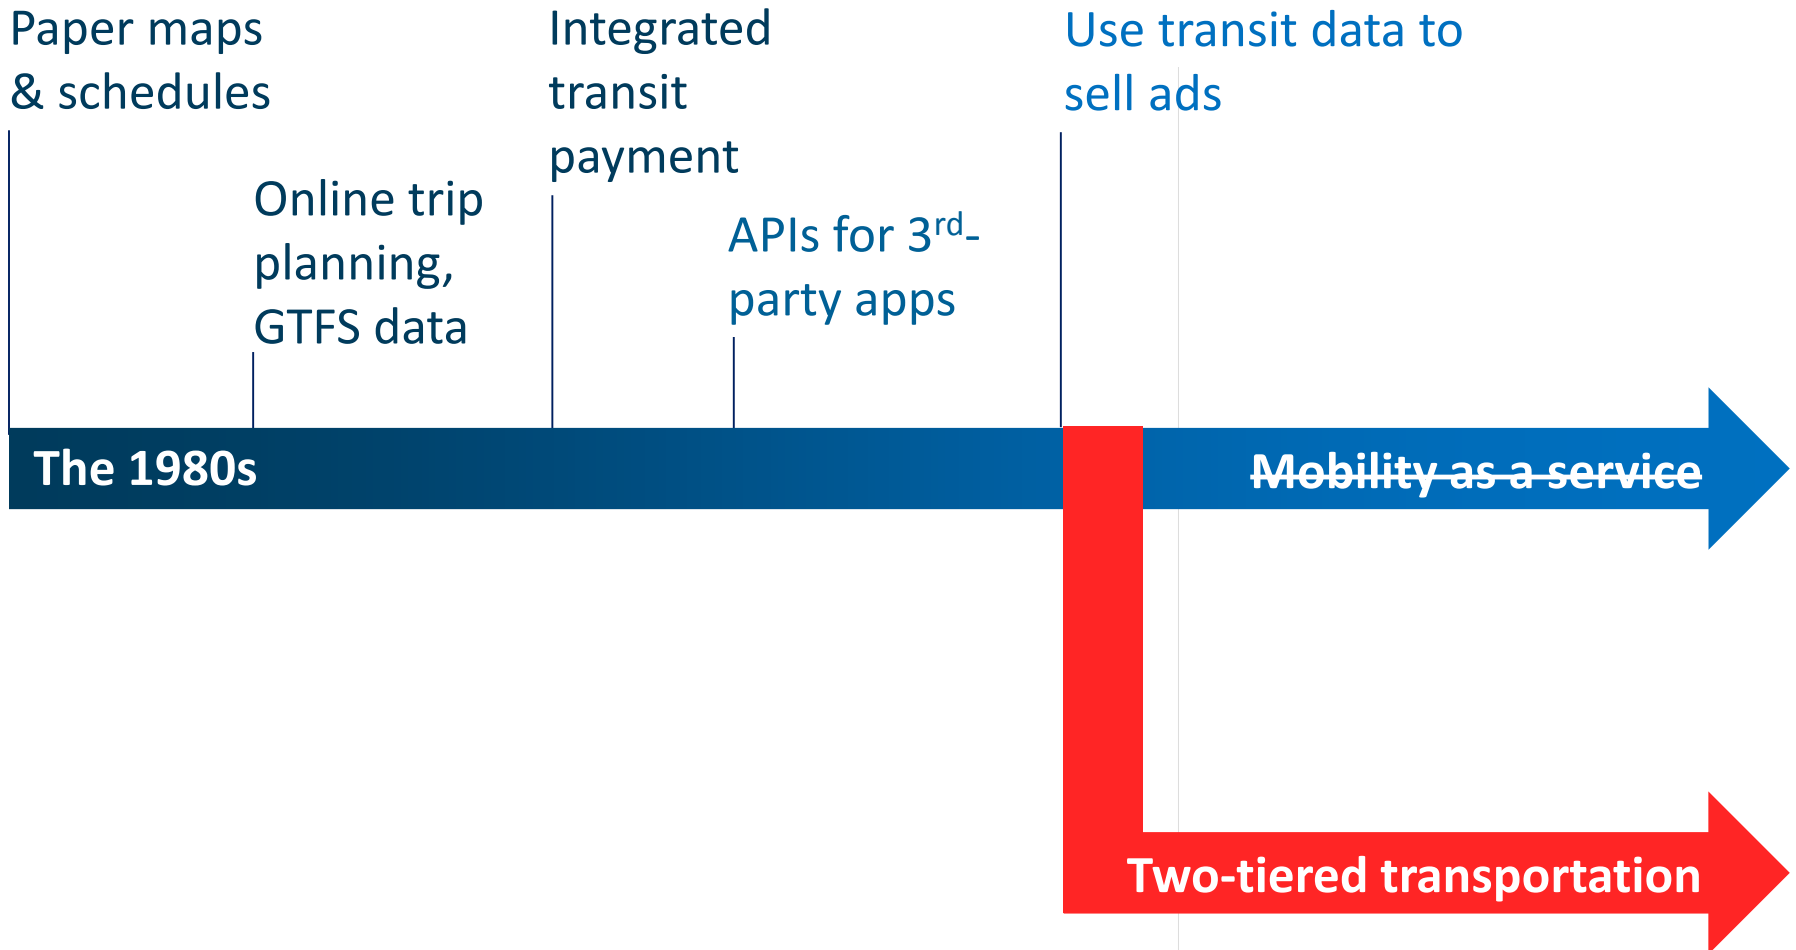 Paper maps
& schedules
Online trip
planning,
GTFS data
Integrated
transit
payment
APIs for 3rd-
party apps
Use transit data to
sell ads
The 1980s
Mobility as a service
Two-tiered transportation